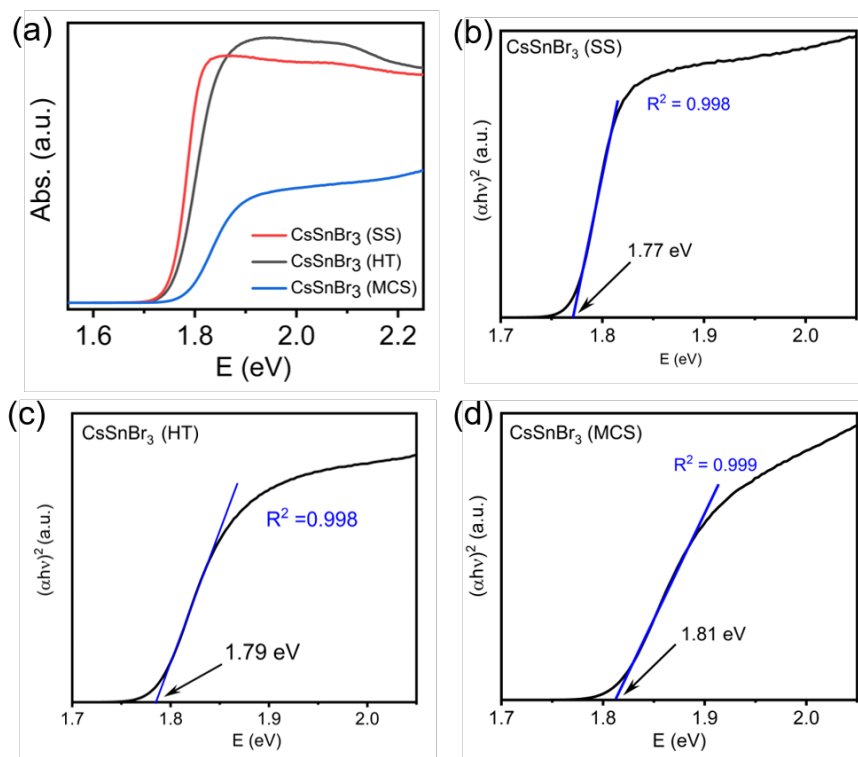 (a)
Abs. (a.u.)
CsSnBr₃ (SS)
CsSnBr₃ (HT)
CsSnBr₃ (MCS)
1.6 1.8 2.0 2.2
E (eV)
(b)
CsSnBr₃ (SS)
R² = 0.998
(αhν)² (a.u.)
1.77 eV
1.7 1.8 1.9 2.0
E (eV)
(c)
CsSnBr₃ (HT)
R² =0.998
(αhν)² (a.u.)
1.79 eV
1.7 1.8 1.9 2.0
E (eV)
(d)
CsSnBr₃ (MCS)
R² = 0.999
(αhν)² (a.u.)
1.81 eV
1.7 1.8 1.9 2.0
E (eV)